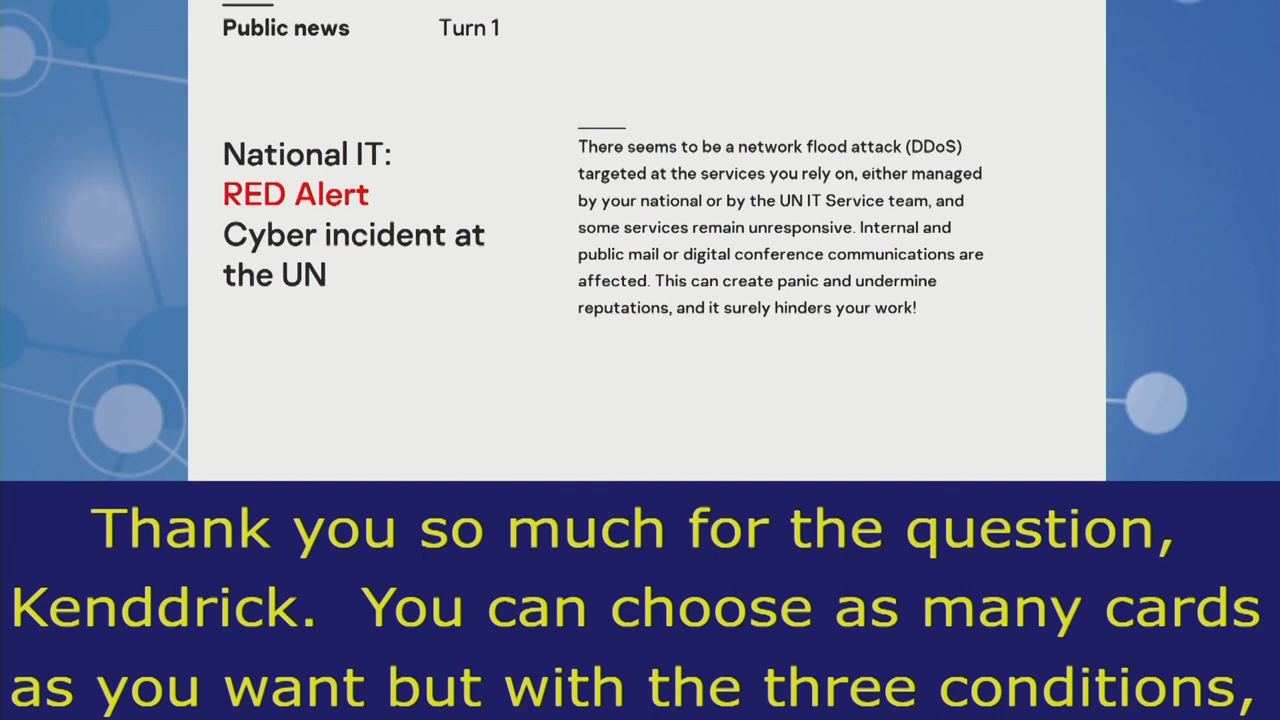 Public news
Turn 1
National IT:
RED Alert
Cyber incident at
the UN
There seems to be a network flood attack (DDoS)
targeted at the services you rely on, either managed
by your national or by the UN IT Service team, and
some services remain unresponsive. Internal and
public mail or digital conference communications are
affected. This can create panic and undermine
reputations, and it surely hinders your work!
Thank you so much for the question,
Kenddrick. You can choose as many cards
as you want but with the three conditions,